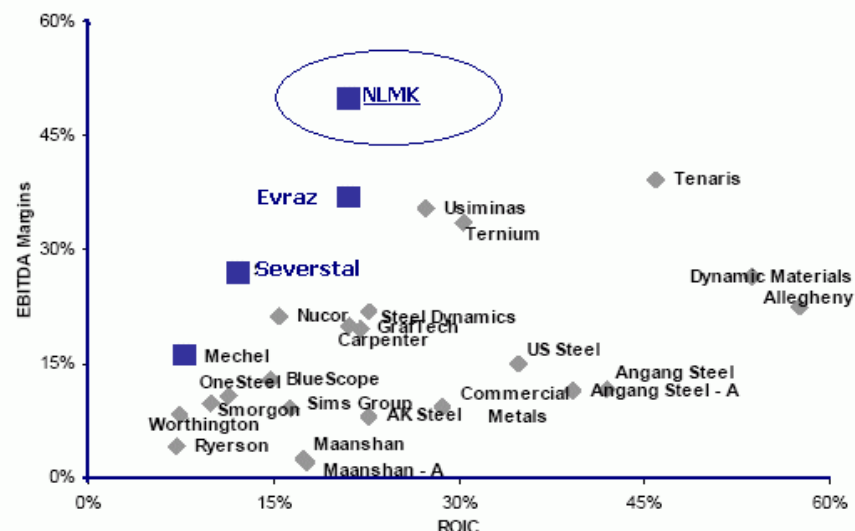 60%
NLMK
45%
EBITDA Margins
Tenaris
Evraz
Usiminas
Ternium
30%
Severstal
Dynamic Materials
Allegheny
Nucor
Steel Dynamics
GrafTech
Carpenter
US Steel
15%
Mechel
Angang Steel
OneSteel
BlueScope
Commercial
Metals
Angang Steel - A
Smorgon
Sims Group
AK Steel
Worthington
Ryerson
Maanshan
Maanshan - A
0%
0%
15%
30%
45%
60%
ROIC